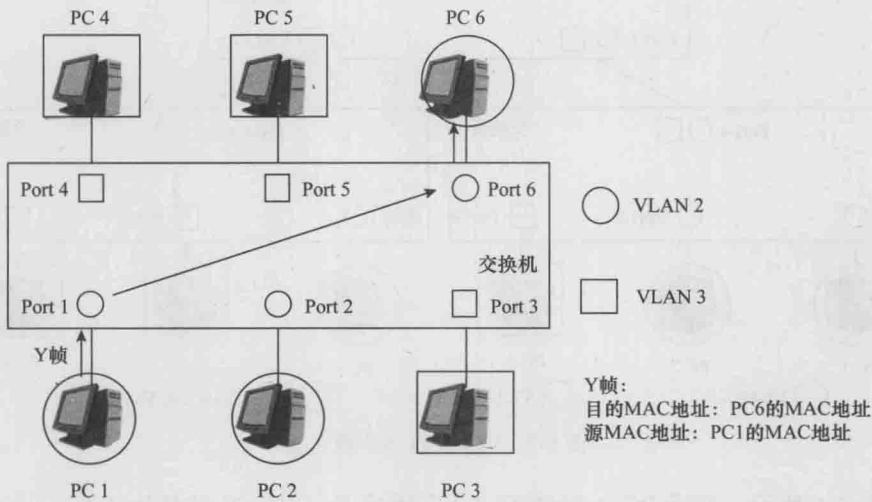 PC 4
PC 5
PC 6
Port 4
Port 5
Port 6
VLAN 2
交换机
Port 1
Port 2
Port 3
VLAN 3
Y帧
Y帧：
目的MAC地址：PC6的MAC地址
源MAC地址：PC1的MAC地址
PC 1
PC 2
PC 3